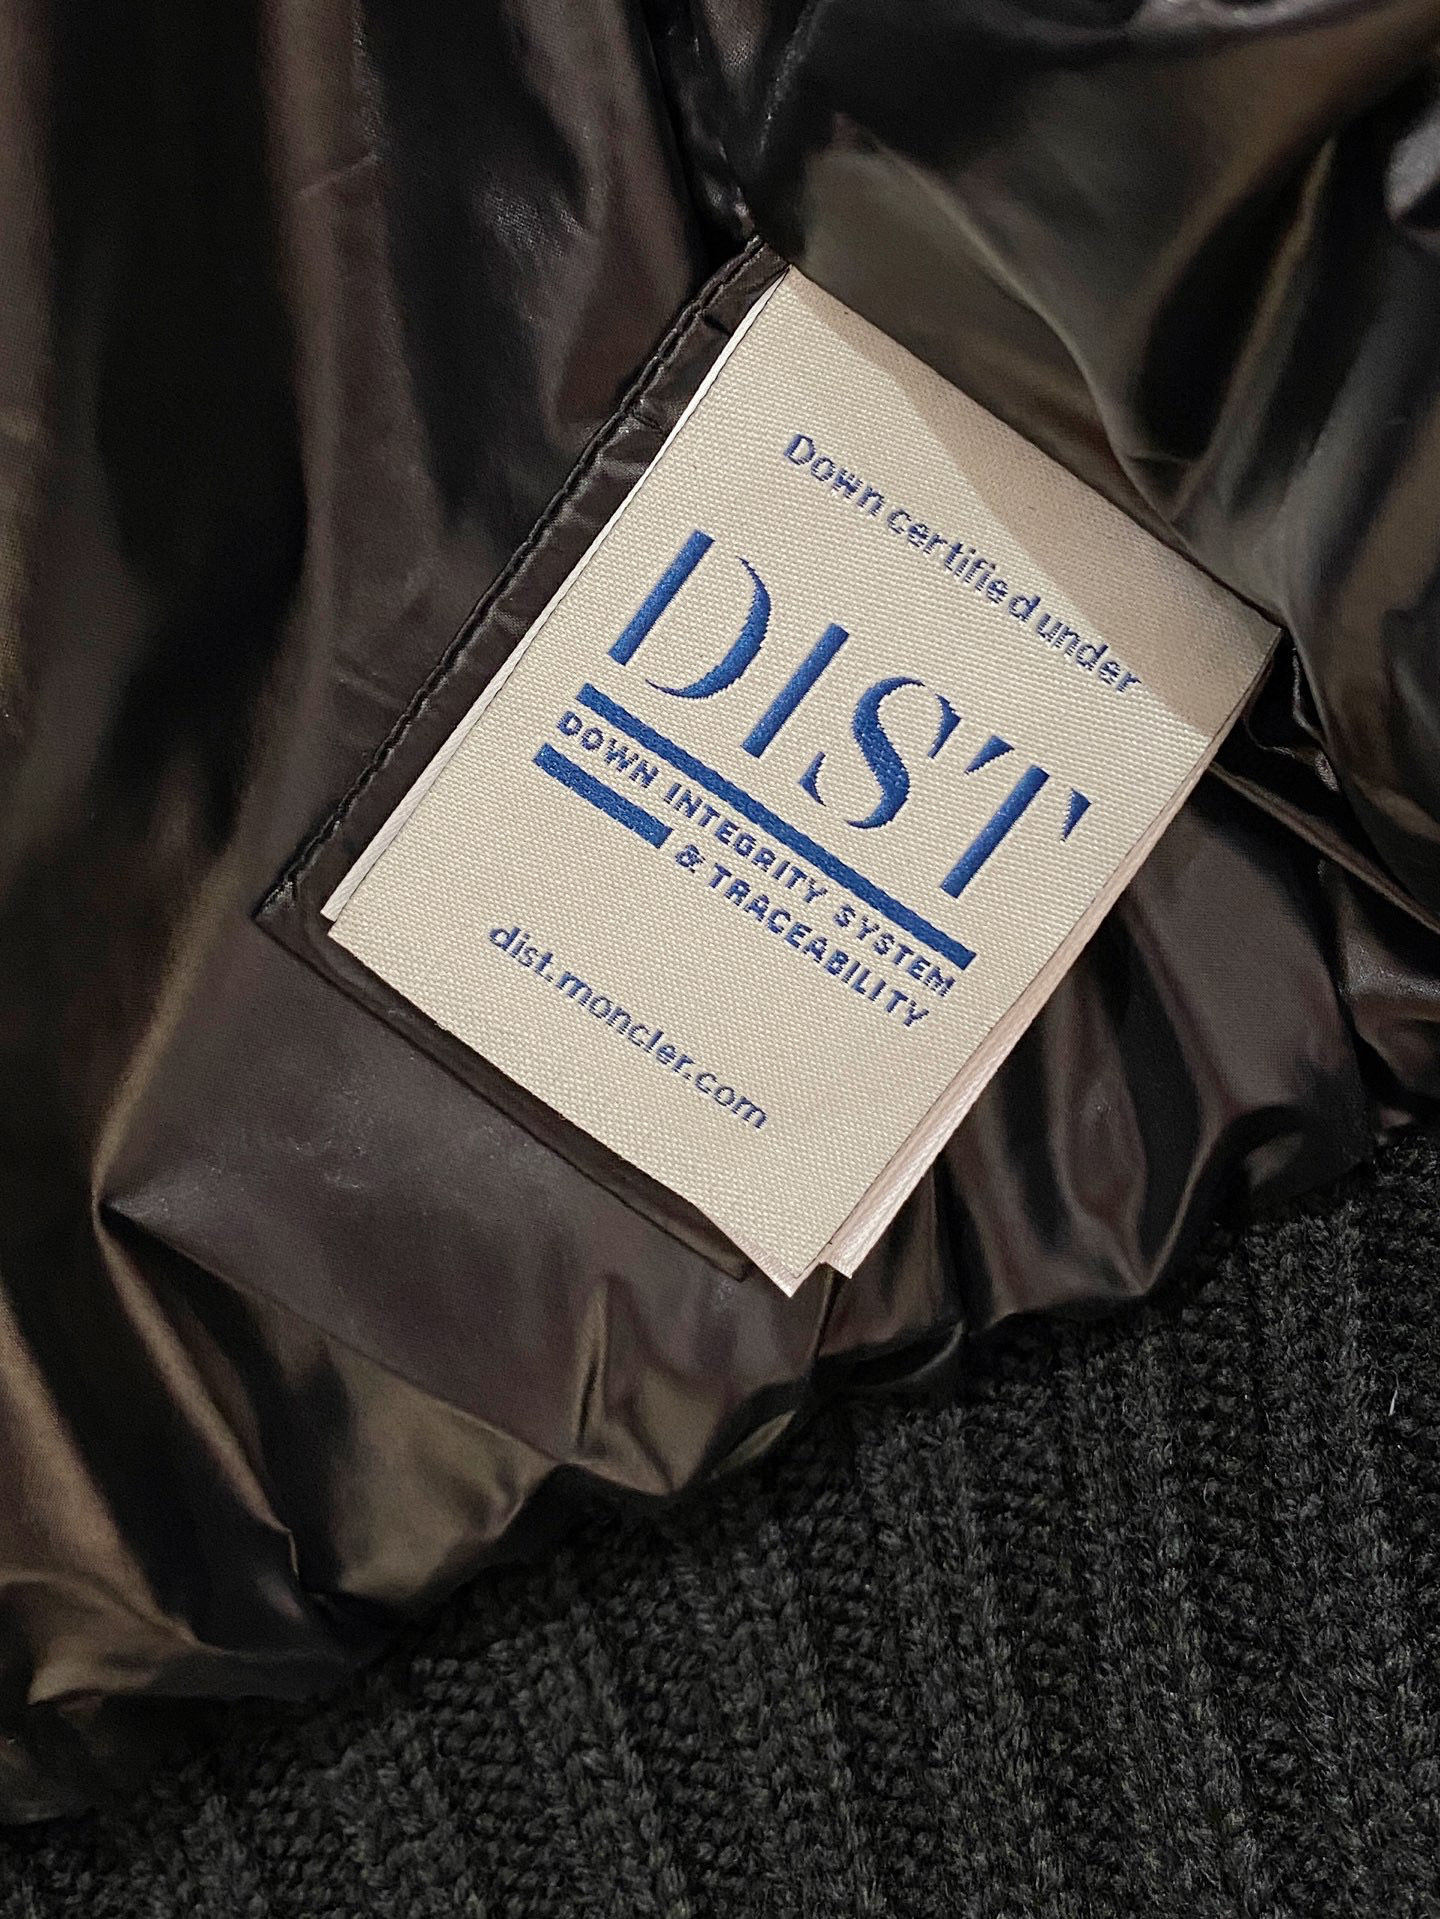 Down certified under
DIST
DOWN INTEGRITY SYSTEM
& TRACEABILITY
dist.moncler.com